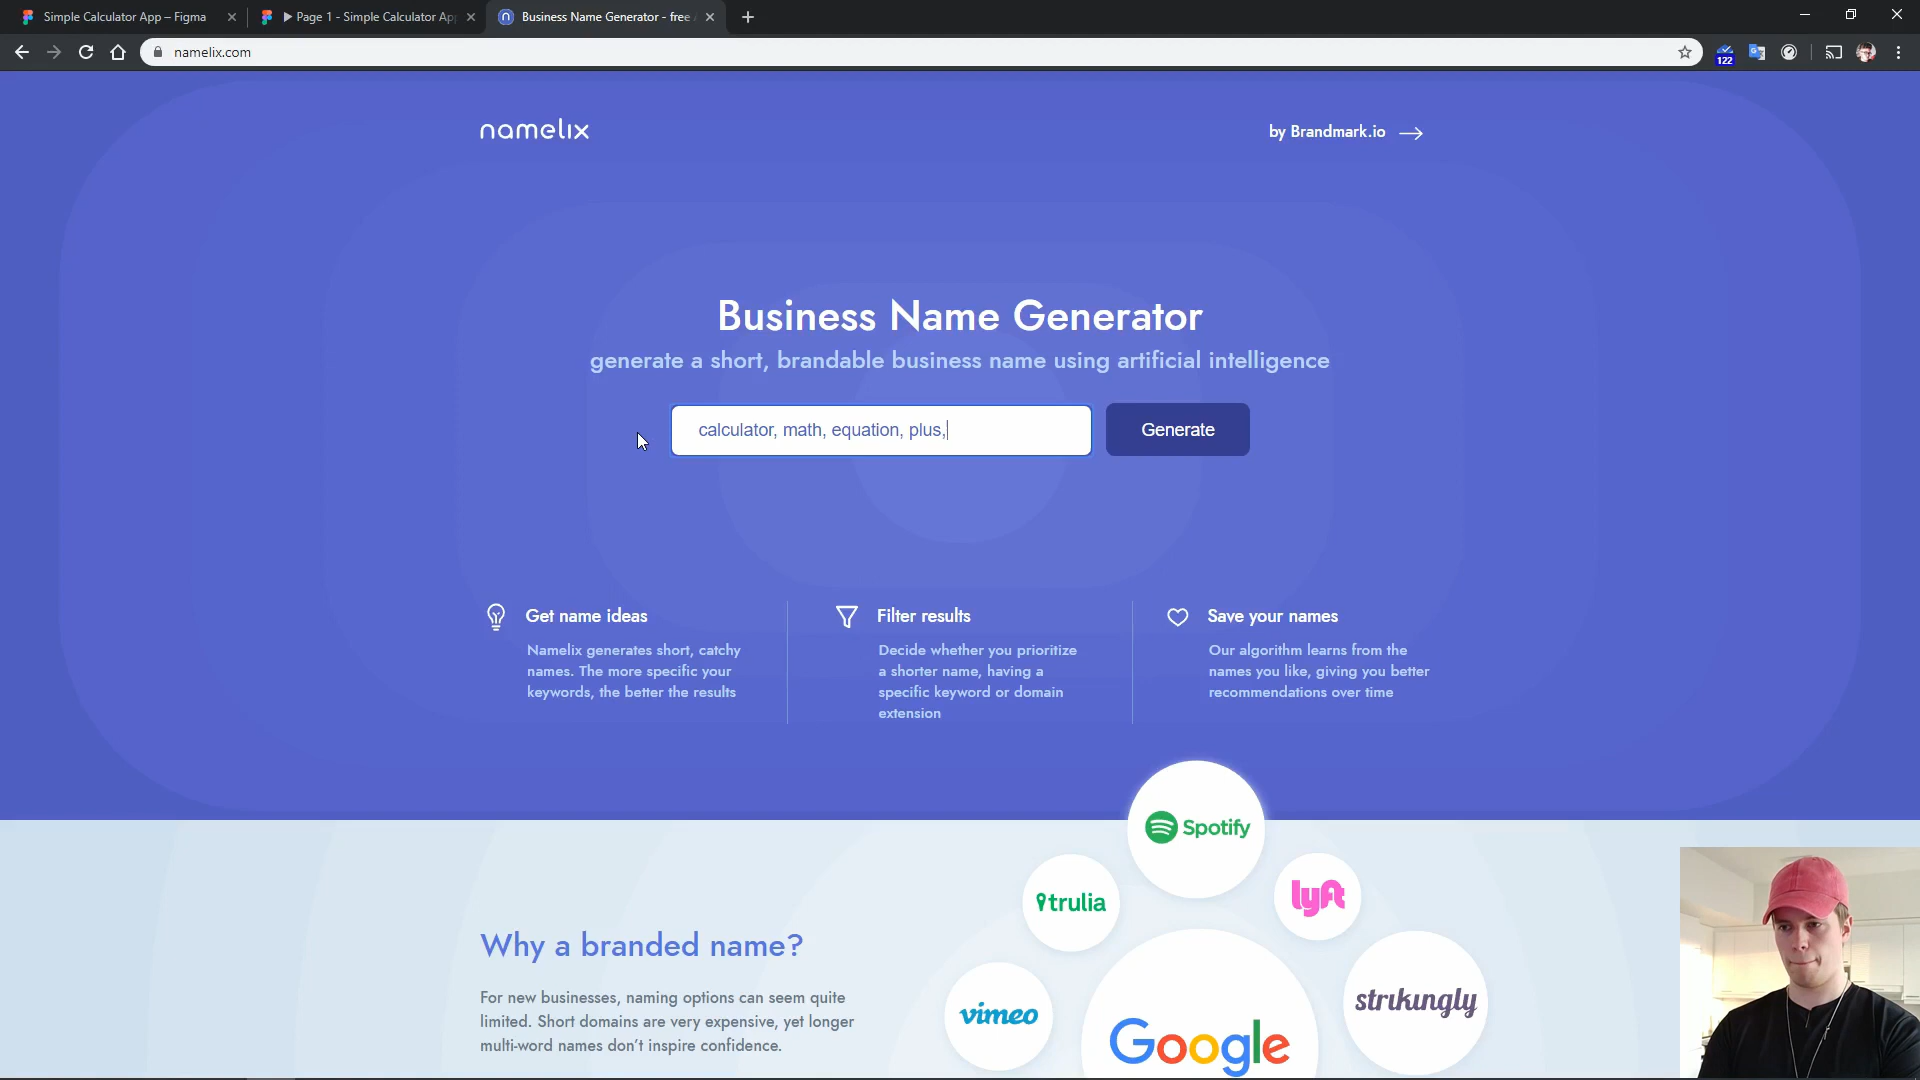 Simple Calculator App – Figma
▶ Page 1 - Simple Calculator App
Business Name Generator - free
namelix.com
122
namelix
by Brandmark.io
Business Name Generator
generate a short, brandable business name using artificial intelligence
calculator, math, equation, plus,
Generate
Get name ideas
Namelix generates short, catchy
names. The more specific your
keywords, the better the results
Filter results
Decide whether you prioritize
a shorter name, having a
specific keyword or domain
extension
Save your names
Our algorithm learns from the
names you like, giving you better
recommendations over time
Spotify
trulia
lyft
Why a branded name?
For new businesses, naming options can seem quite
limited. Short domains are very expensive, yet longer
multi-word names don't inspire confidence.
vimeo
Google
strikingly